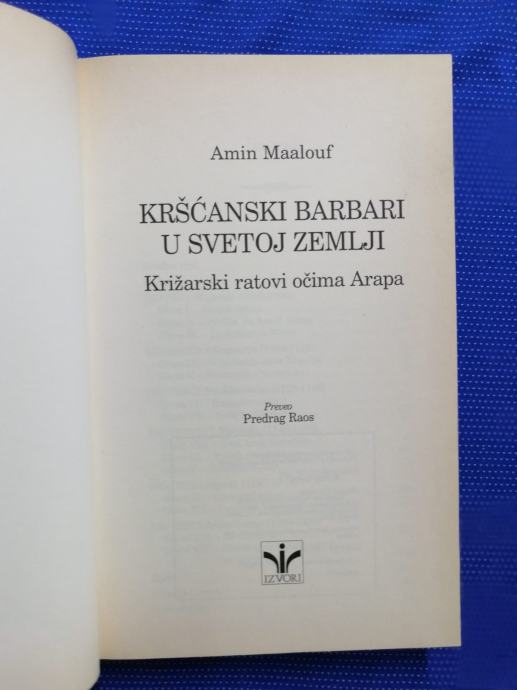 Amin Maalouf
KRŠĆANSKI BARBARI
U SVETOJ ZEMLJI
Križarski ratovi očima Arapa
Preveo
Predrag Raos
IZVORI